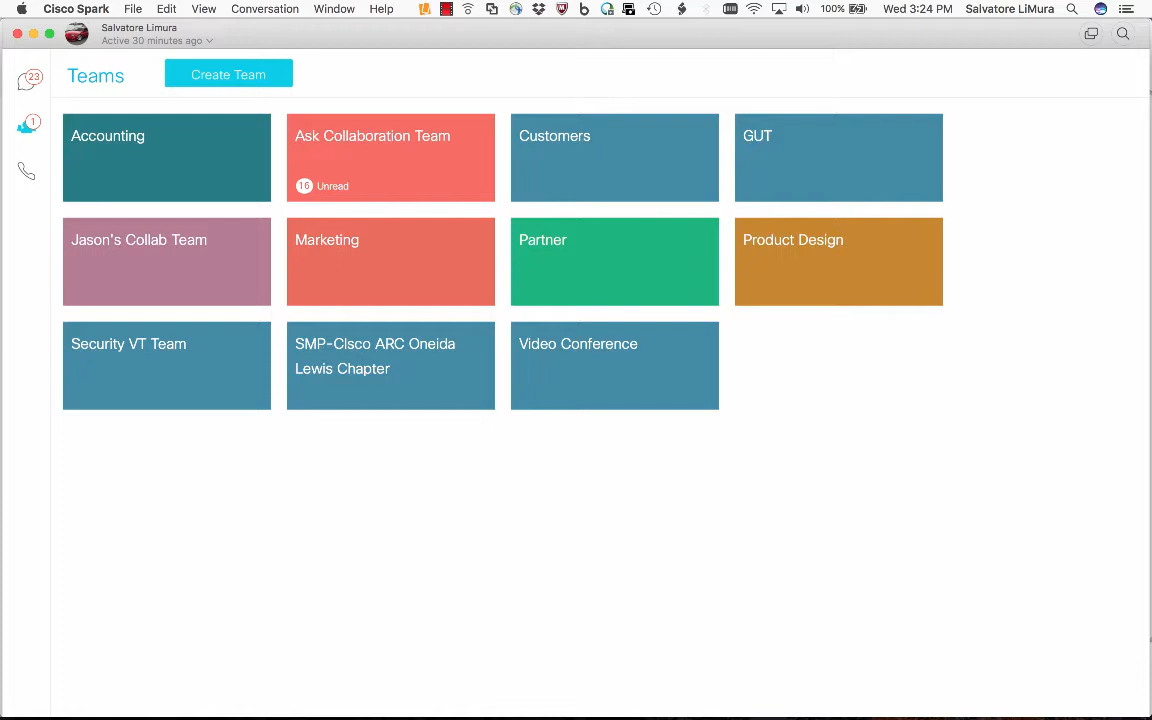 Cisco Spark File Edit View Conversation Window Help 100% Wed 3:24 PM Salvatore LiMura
Salvatore Limura
Active 30 minutes ago
23
Teams Create Team
1
Accounting Ask Collaboration Team Customers GUT
16 Unread
Jason's Collab Team Marketing Partner Product Design
Security VT Team SMP-CIsco ARC Oneida Video Conference
Lewis Chapter